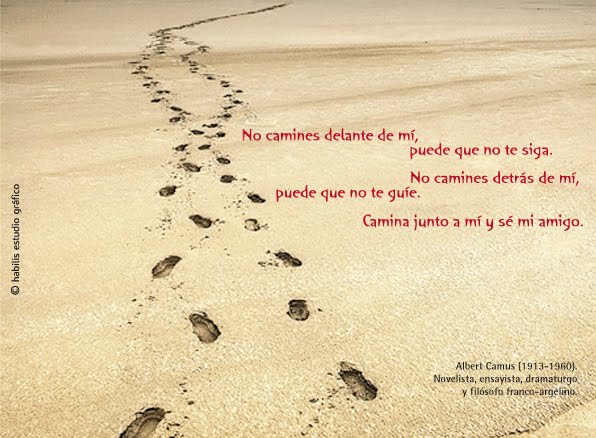 No camines delante de mí,
puede que no te siga.
No camines detrás de mí,
puede que no te guíe.
Camina junto a mí y sé mi amigo.
Albert Camus (1913-1960).
Novelista, ensayista, dramaturgo
y filósofo franco-argelino.
© habilis estudio gráfico